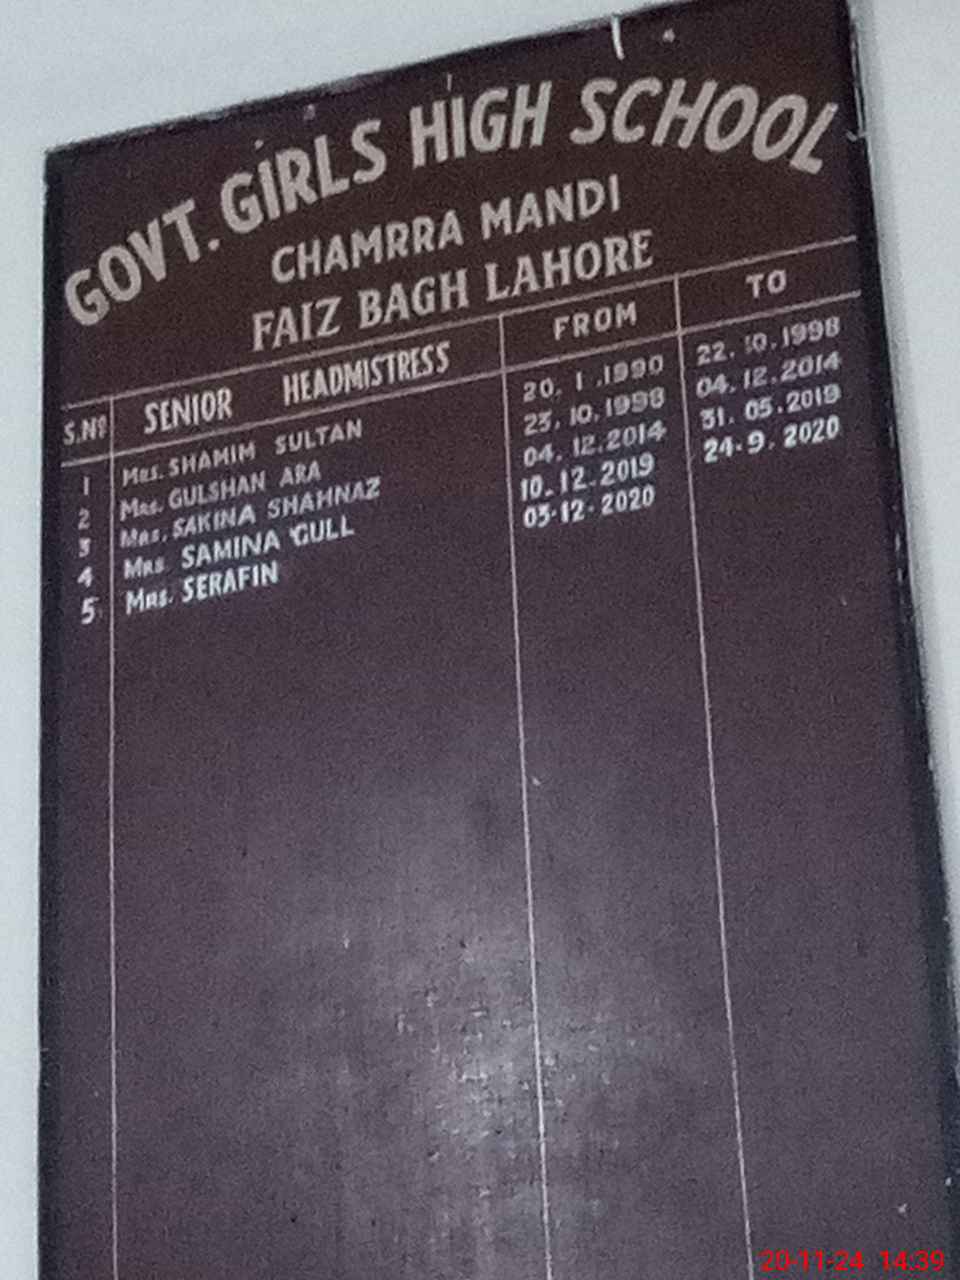 GOVT. GIRLS HIGH SCHOOL
CHAMRRA MANDI
FAIZ BAGH LAHORE
S.Nº SENIOR HEADMISTRESS FROM TO
1 Mrs. SHAMIM SULTAN 20. 1 .1990 22. 10.1998
2 Mrs. GULSHAN ARA 23. 10. 1998 04. 12. 2014
3 Mrs. SAKINA SHAHNAZ 04. 12. 2014 31. 05. 2019
4 Mrs SAMINA GULL 10. 12. 2019 24-9. 2020
5 Mrs. SERAFIN 03-12- 2020
20-11-24 14:39